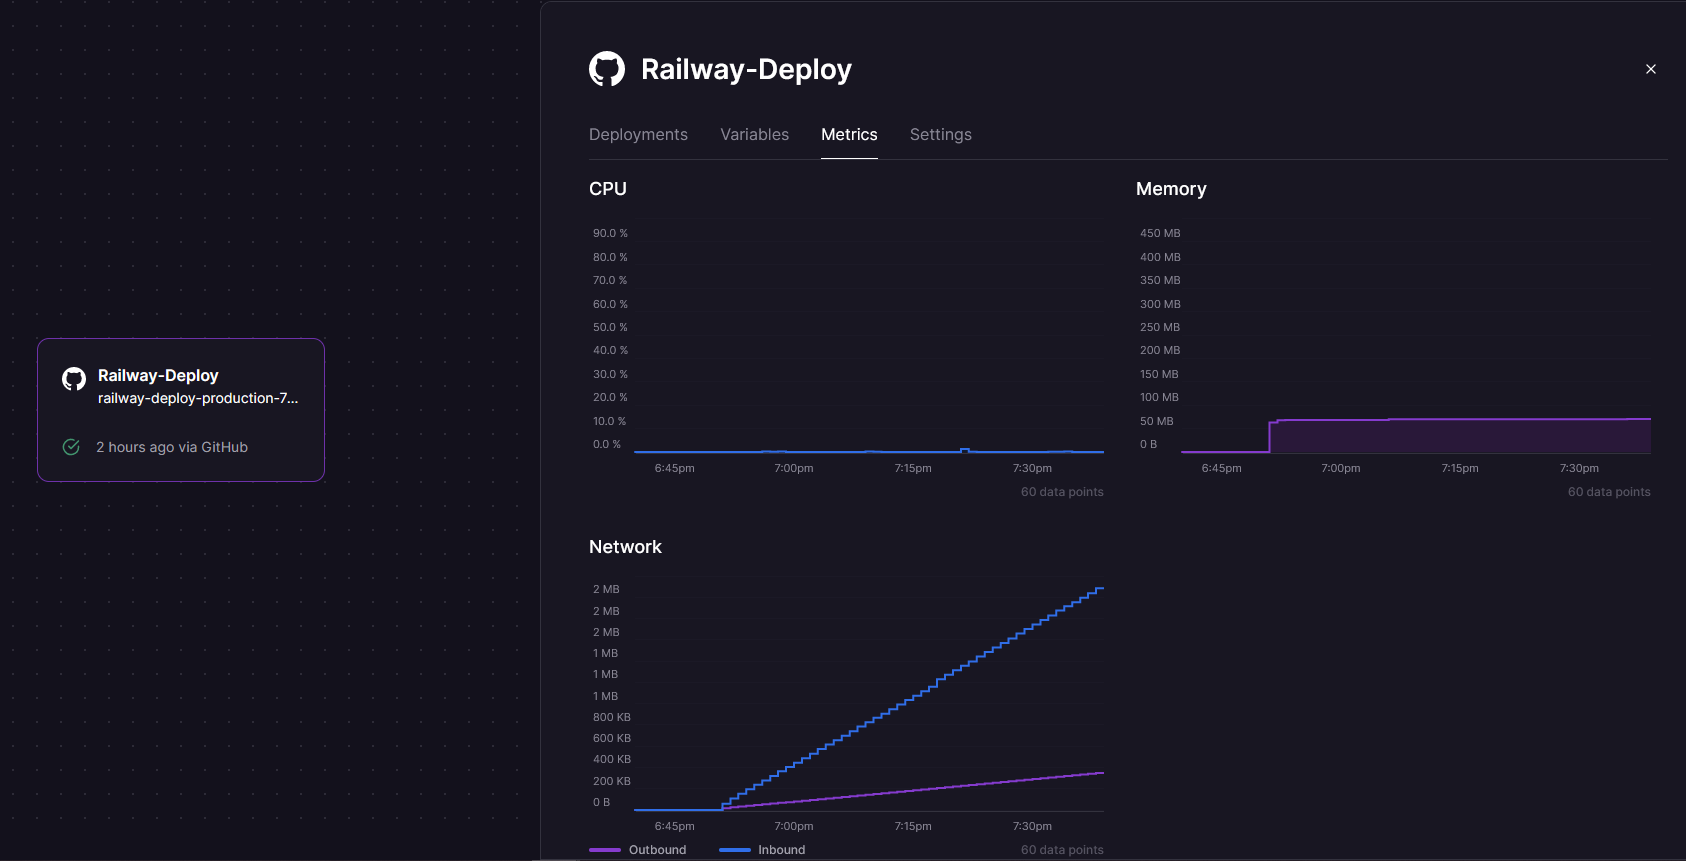 Railway-Deploy
railway-deploy-production-7...
2 hours ago via GitHub
Railway-Deploy
Deployments Variables Metrics Settings
CPU
90.0 %
80.0 %
70.0 %
60.0 %
50.0 %
40.0 %
30.0 %
20.0 %
10.0 %
0.0 %
6:45pm 7:00pm 7:15pm 7:30pm
60 data points
Memory
450 MB
400 MB
350 MB
300 MB
250 MB
200 MB
150 MB
100 MB
50 MB
0 B
6:45pm 7:00pm 7:15pm 7:30pm
60 data points
Network
2 MB
2 MB
2 MB
1 MB
1 MB
1 MB
800 KB
600 KB
400 KB
200 KB
0 B
6:45pm 7:00pm 7:15pm 7:30pm
Outbound Inbound 60 data points